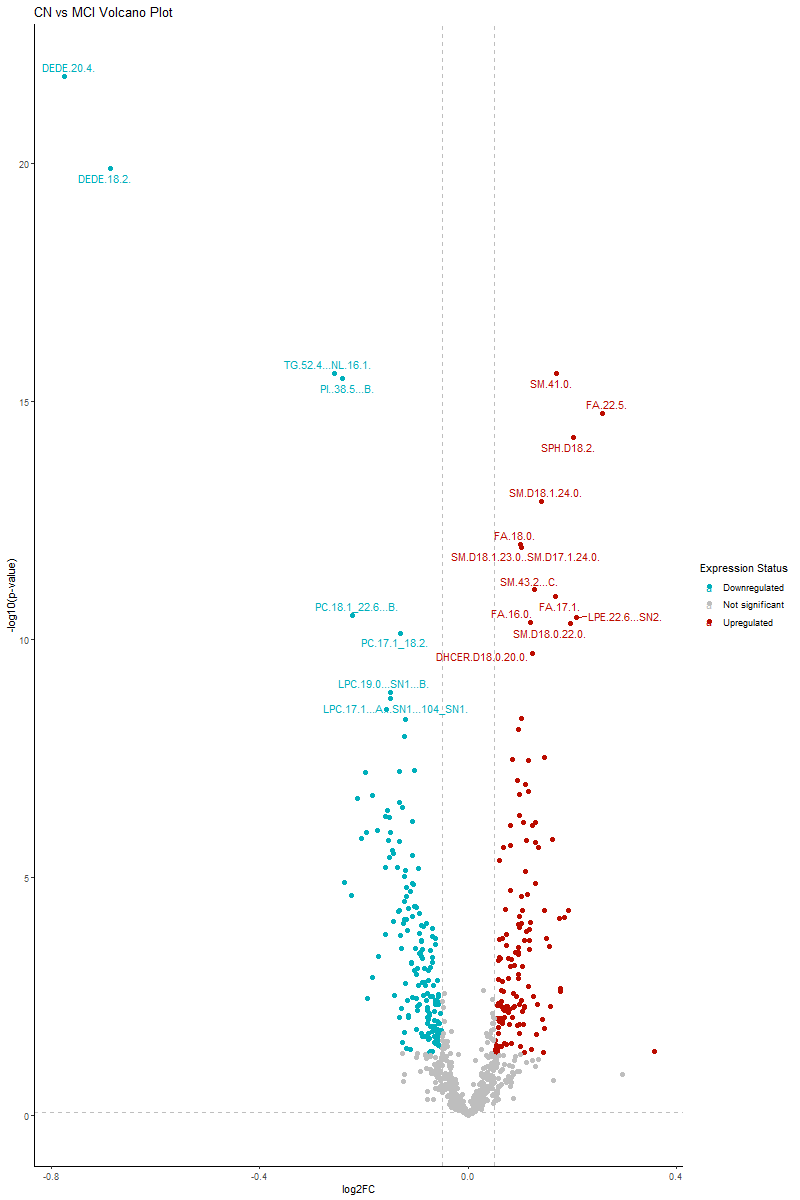 CN vs MCI Volcano Plot
DEDE.20.4.
DEDE.18.2.
TG.52.4...NL.16.1.
PI..38.5...B.
SM.41.0.
FA.22.5.
SPH.D18.2.
SM.D18.1.24.0.
FA.18.0.
SM.D18.1.23.0..SM.D17.1.24.0.
SM.43.2...C.
FA.17.1.
PC.18.1_22.6...B.
FA.16.0.
LPE.22.6...SN2.
SM.D18.0.22.0.
PC.17.1_18.2.
DHCER.D18.0.20.0.
LPC.19.0...SN1...B.
LPC.17.1...A..SN1...104_SN1.
20
15
10
5
0
-log10(p-value)
-0.8
-0.4
0.0
0.4
log2FC
Expression Status
Downregulated
Not significant
Upregulated